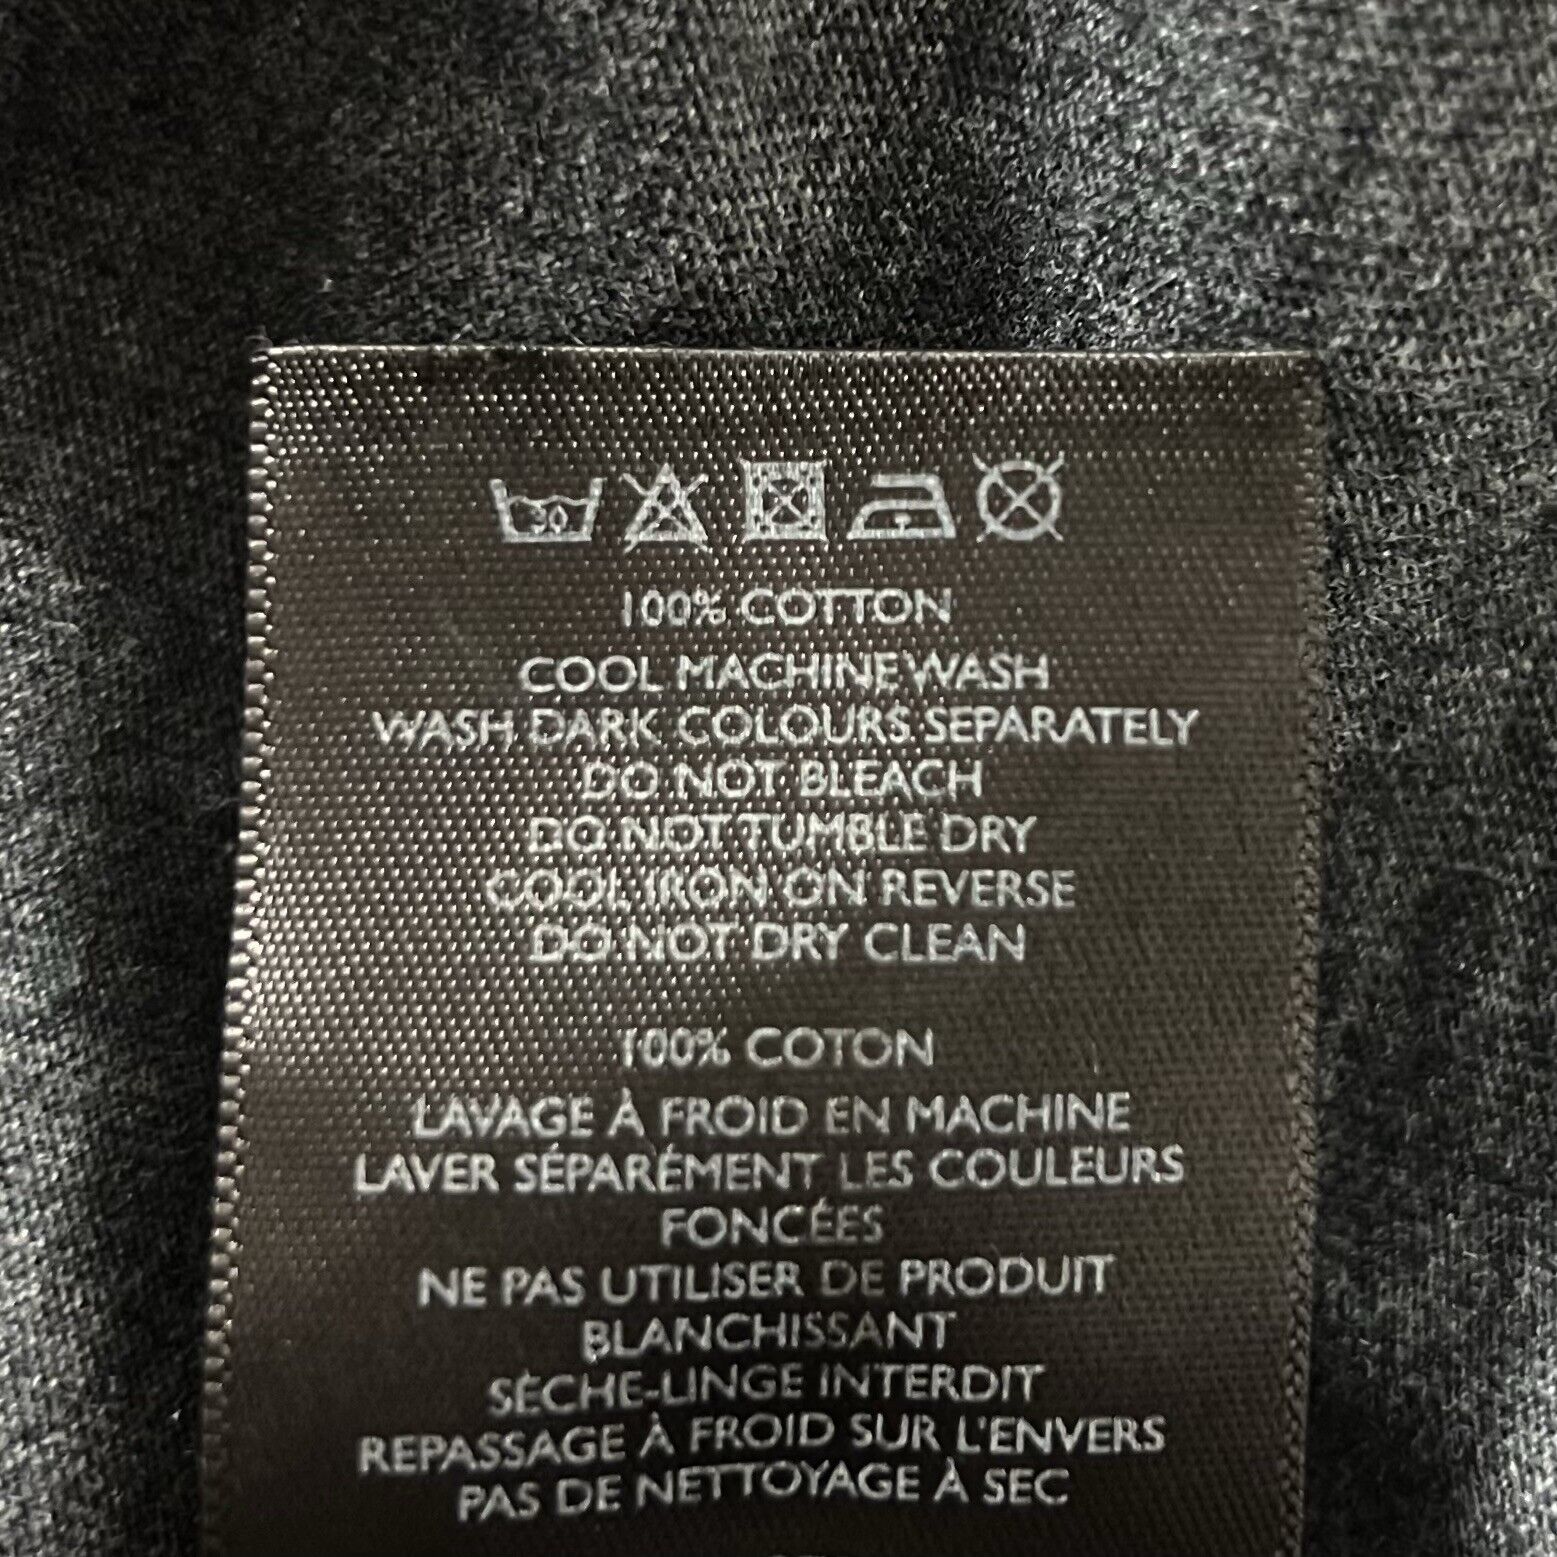 30
100% COTTON
COOL MACHINE WASH
WASH DARK COLOURS SEPARATELY
DO NOT BLEACH
DO NOT TUMBLE DRY
COOL IRON ON REVERSE
DO NOT DRY CLEAN
100% COTON
LAVAGE À FROID EN MACHINE
LAVER SÉPARÉMENT LES COULEURS
FONCÉES
NE PAS UTILISER DE PRODUIT
BLANCHISSANT
SÈCHE-LINGE INTERDIT
REPASSAGE À FROID SUR L'ENVERS
PAS DE NETTOYAGE À SEC